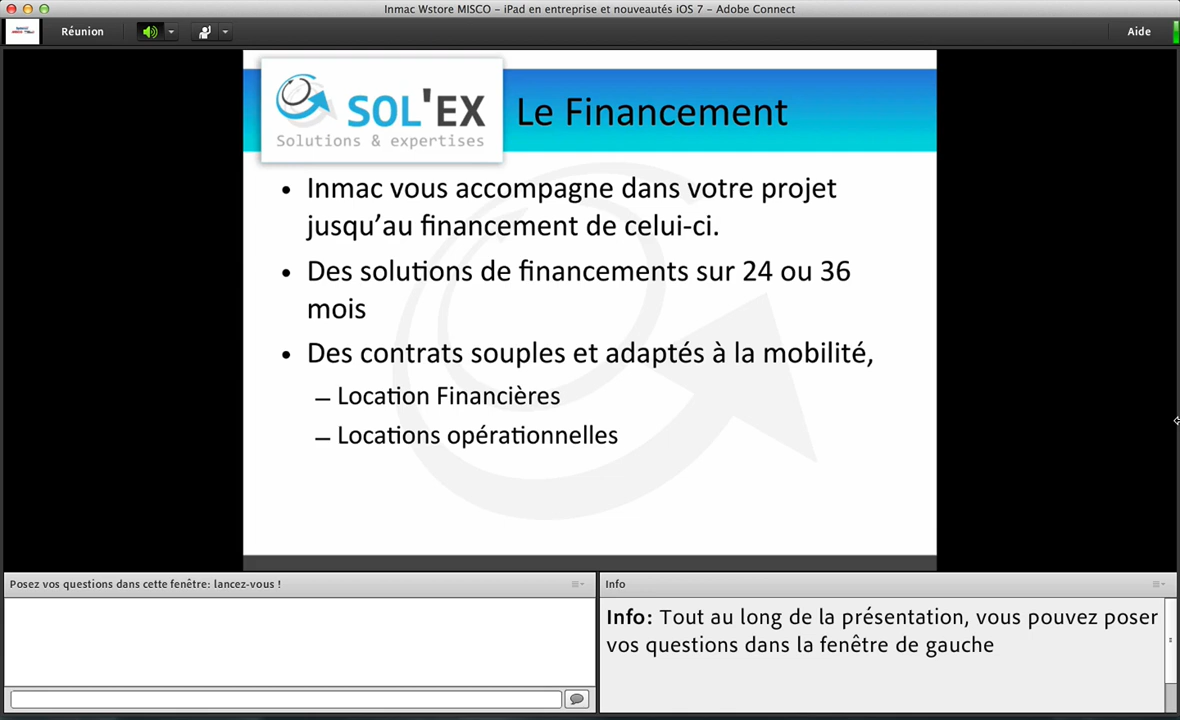 Inmac Wstore MISCO – iPad en entreprise et nouveautés iOS 7 – Adobe Connect
Réunion
Aide
SOL'EX
Solutions & expertises
Le Financement
• Inmac vous accompagne dans votre projet
jusqu’au financement de celui-ci.
• Des solutions de financements sur 24 ou 36
mois
• Des contrats souples et adaptés à la mobilité,
– Location Financières
– Locations opérationnelles
Posez vos questions dans cette fenêtre: lancez-vous !
Info
Info: Tout au long de la présentation, vous pouvez poser
vos questions dans la fenêtre de gauche